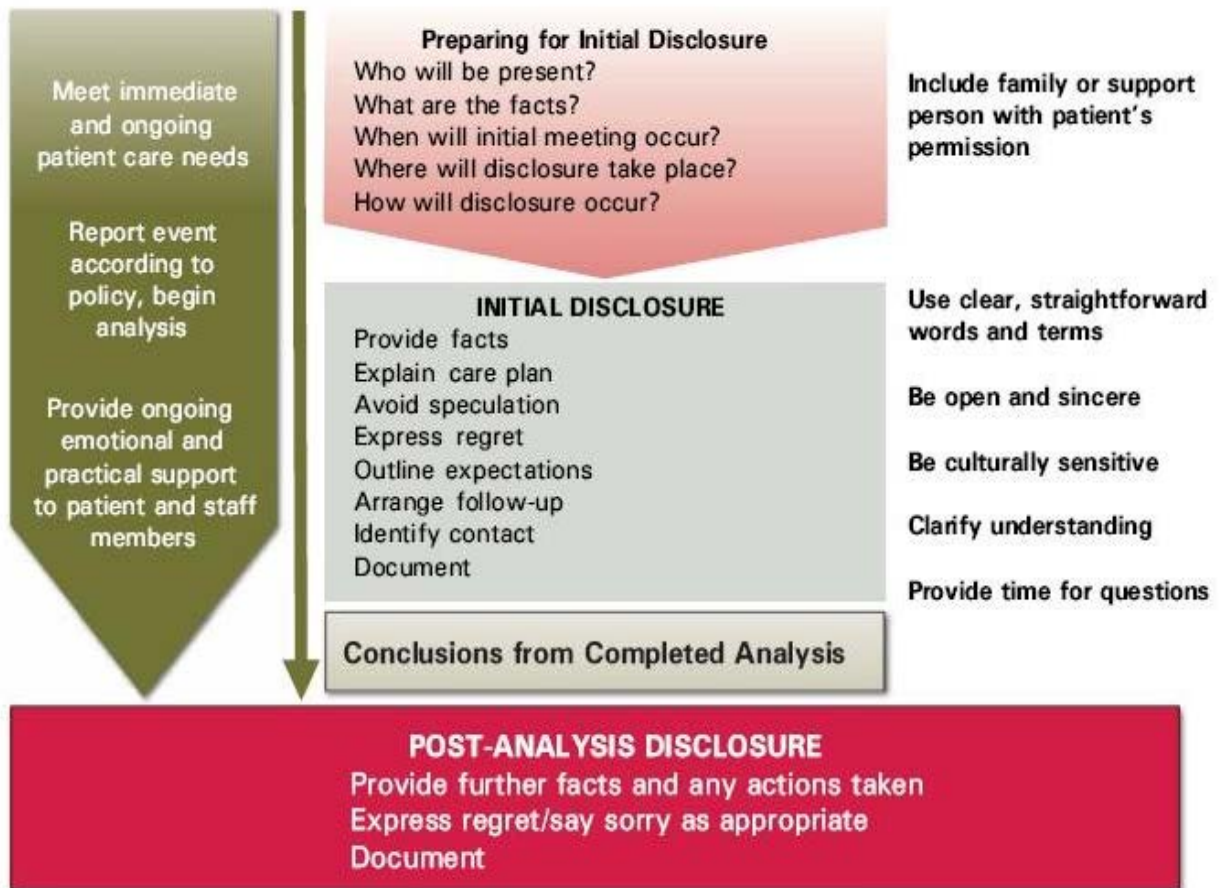 Meet immediate
and ongoing
patient care needs
Report event
according to
policy, begin
analysis
Provide ongoing
emotional and
practical support
to patient and staff
members
Preparing for Initial Disclosure
Who will be present?
What are the facts?
When will initial meeting occur?
Where will disclosure take place?
How will disclosure occur?
Include family or support
person with patient's
permission
INITIAL DISCLOSURE
Provide facts
Explain care plan
Avoid speculation
Express regret
Outline expectations
Arrange follow-up
Identify contact
Document
Use clear, straightforward
words and terms
Be open and sincere
Be culturally sensitive
Clarify understanding
Provide time for questions
Conclusions from Completed Analysis
POST-ANALYSIS DISCLOSURE
Provide further facts and any actions taken
Express regret/say sorry as appropriate
Document